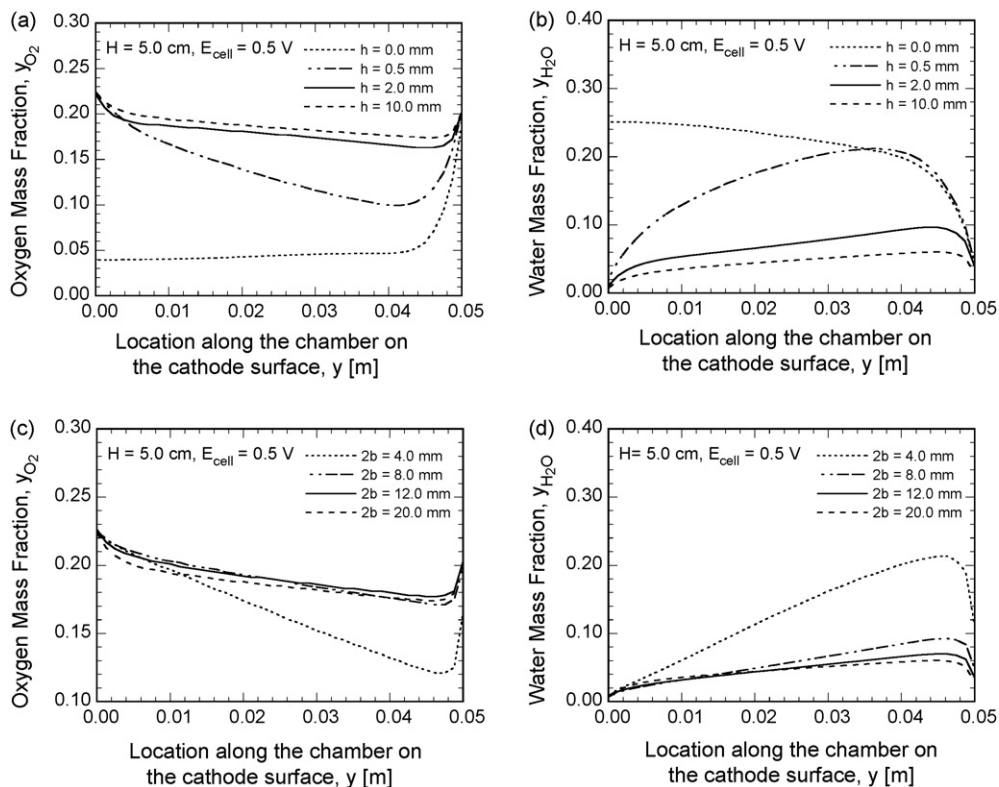 (a)
H = 5.0 cm, E_cell = 0.5 V
h = 0.0 mm
h = 0.5 mm
h = 2.0 mm
h = 10.0 mm
Oxygen Mass Fraction, y_O2
0.30
0.25
0.20
0.15
0.10
0.05
0.00
0.00 0.01 0.02 0.03 0.04 0.05
Location along the chamber on
the cathode surface, y [m]
(b)
H = 5.0 cm, E_cell = 0.5 V
h = 0.0 mm
h = 0.5 mm
h = 2.0 mm
h = 10.0 mm
Water Mass Fraction, y_H2O
0.40
0.30
0.20
0.10
0.00
0.00 0.01 0.02 0.03 0.04 0.05
Location along the chamber on
the cathode surface, y [m]
(c)
H = 5.0 cm, E_cell = 0.5 V
2b = 4.0 mm
2b = 8.0 mm
2b = 12.0 mm
2b = 20.0 mm
Oxygen Mass Fraction, y_O2
0.30
0.25
0.20
0.15
0.10
0.00 0.01 0.02 0.03 0.04 0.05
Location along the chamber on
the cathode surface, y [m]
(d)
H= 5.0 cm, E_cell = 0.5 V
2b = 4.0 mm
2b = 8.0 mm
2b = 12.0 mm
2b = 20.0 mm
Water Mass Fraction, y_H2O
0.40
0.30
0.20
0.10
0.00
0.00 0.01 0.02 0.03 0.04 0.05
Location along the chamber on
the cathode surface, y [m]